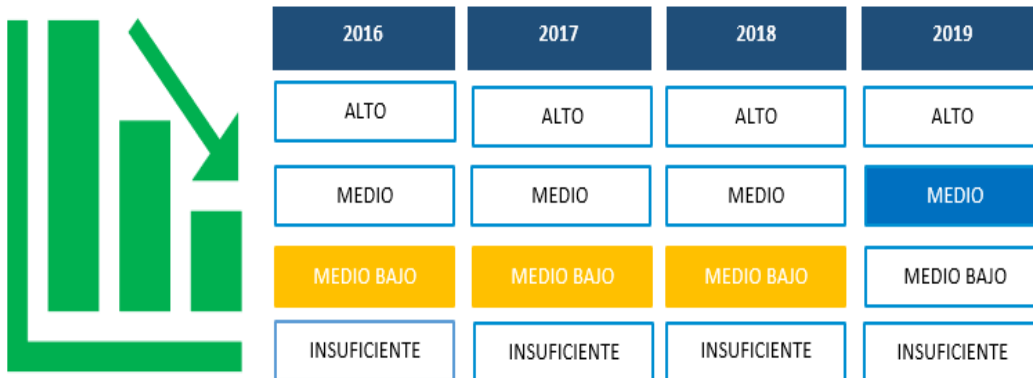 2016 2017 2018 2019
ALTO ALTO ALTO ALTO
MEDIO MEDIO MEDIO MEDIO
MEDIO BAJO MEDIO BAJO MEDIO BAJO MEDIO BAJO
INSUFICIENTE INSUFICIENTE INSUFICIENTE INSUFICIENTE